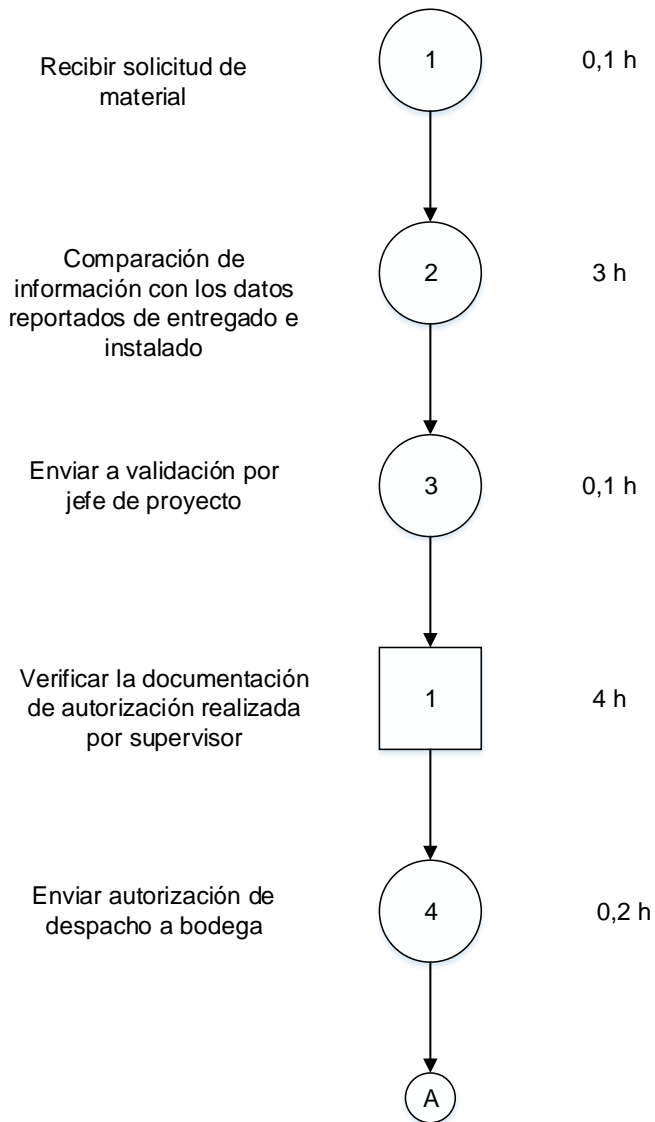 Recibir solicitud de
material
1
0,1 h
Comparación de
información con los datos
reportados de entregado e
instalado
2
3 h
Enviar a validación por
jefe de proyecto
3
0,1 h
Verificar la documentación
de autorización realizada
por supervisor
1
4 h
Enviar autorización de
despacho a bodega
4
0,2 h
A